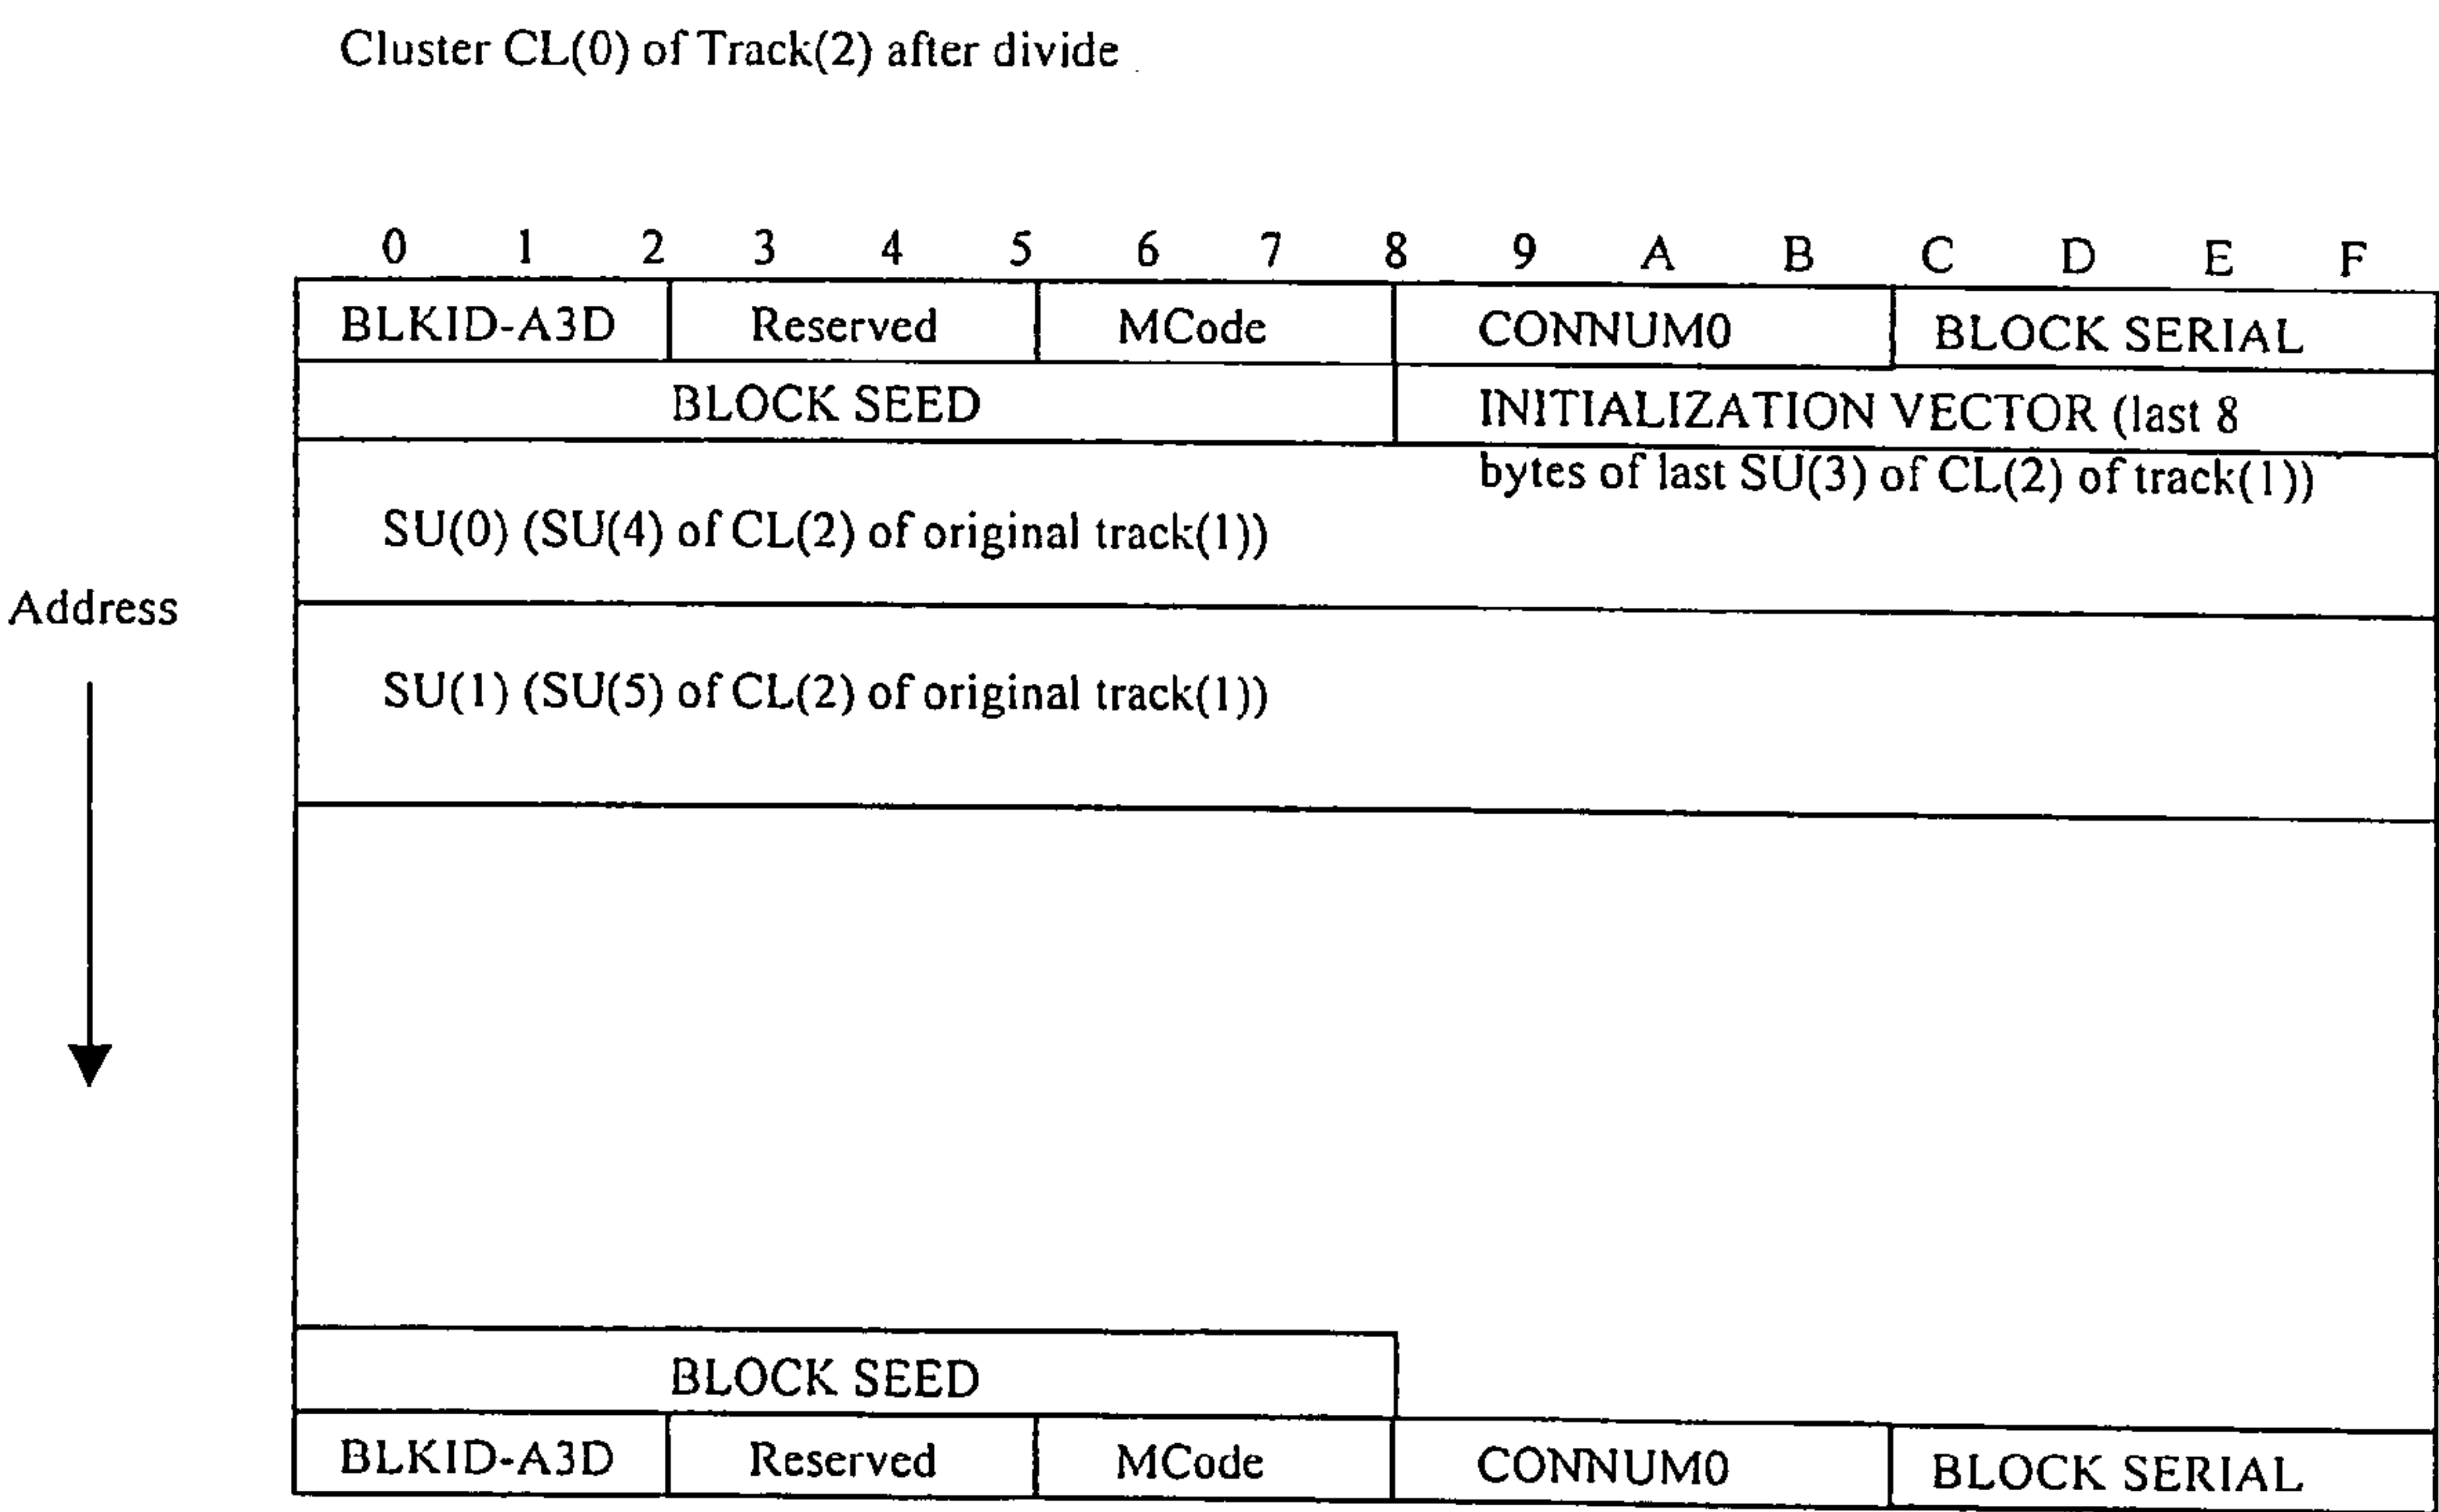 Cluster CL(0) of Track(2) after divide
0 1 2 3 4 5 6 7 8 9 A B C D E F
BLKID-A3D Reserved MCode CONNUM0 BLOCK SERIAL
BLOCK SEED INITIALIZATION VECTOR (last 8
bytes of last SU(3) of CL(2) of track(1))
SU(0) (SU(4) of CL(2) of original track(1))
Address
SU(1) (SU(5) of CL(2) of original track(1))
BLOCK SEED
BLKID-A3D Reserved MCode CONNUM0 BLOCK SERIAL